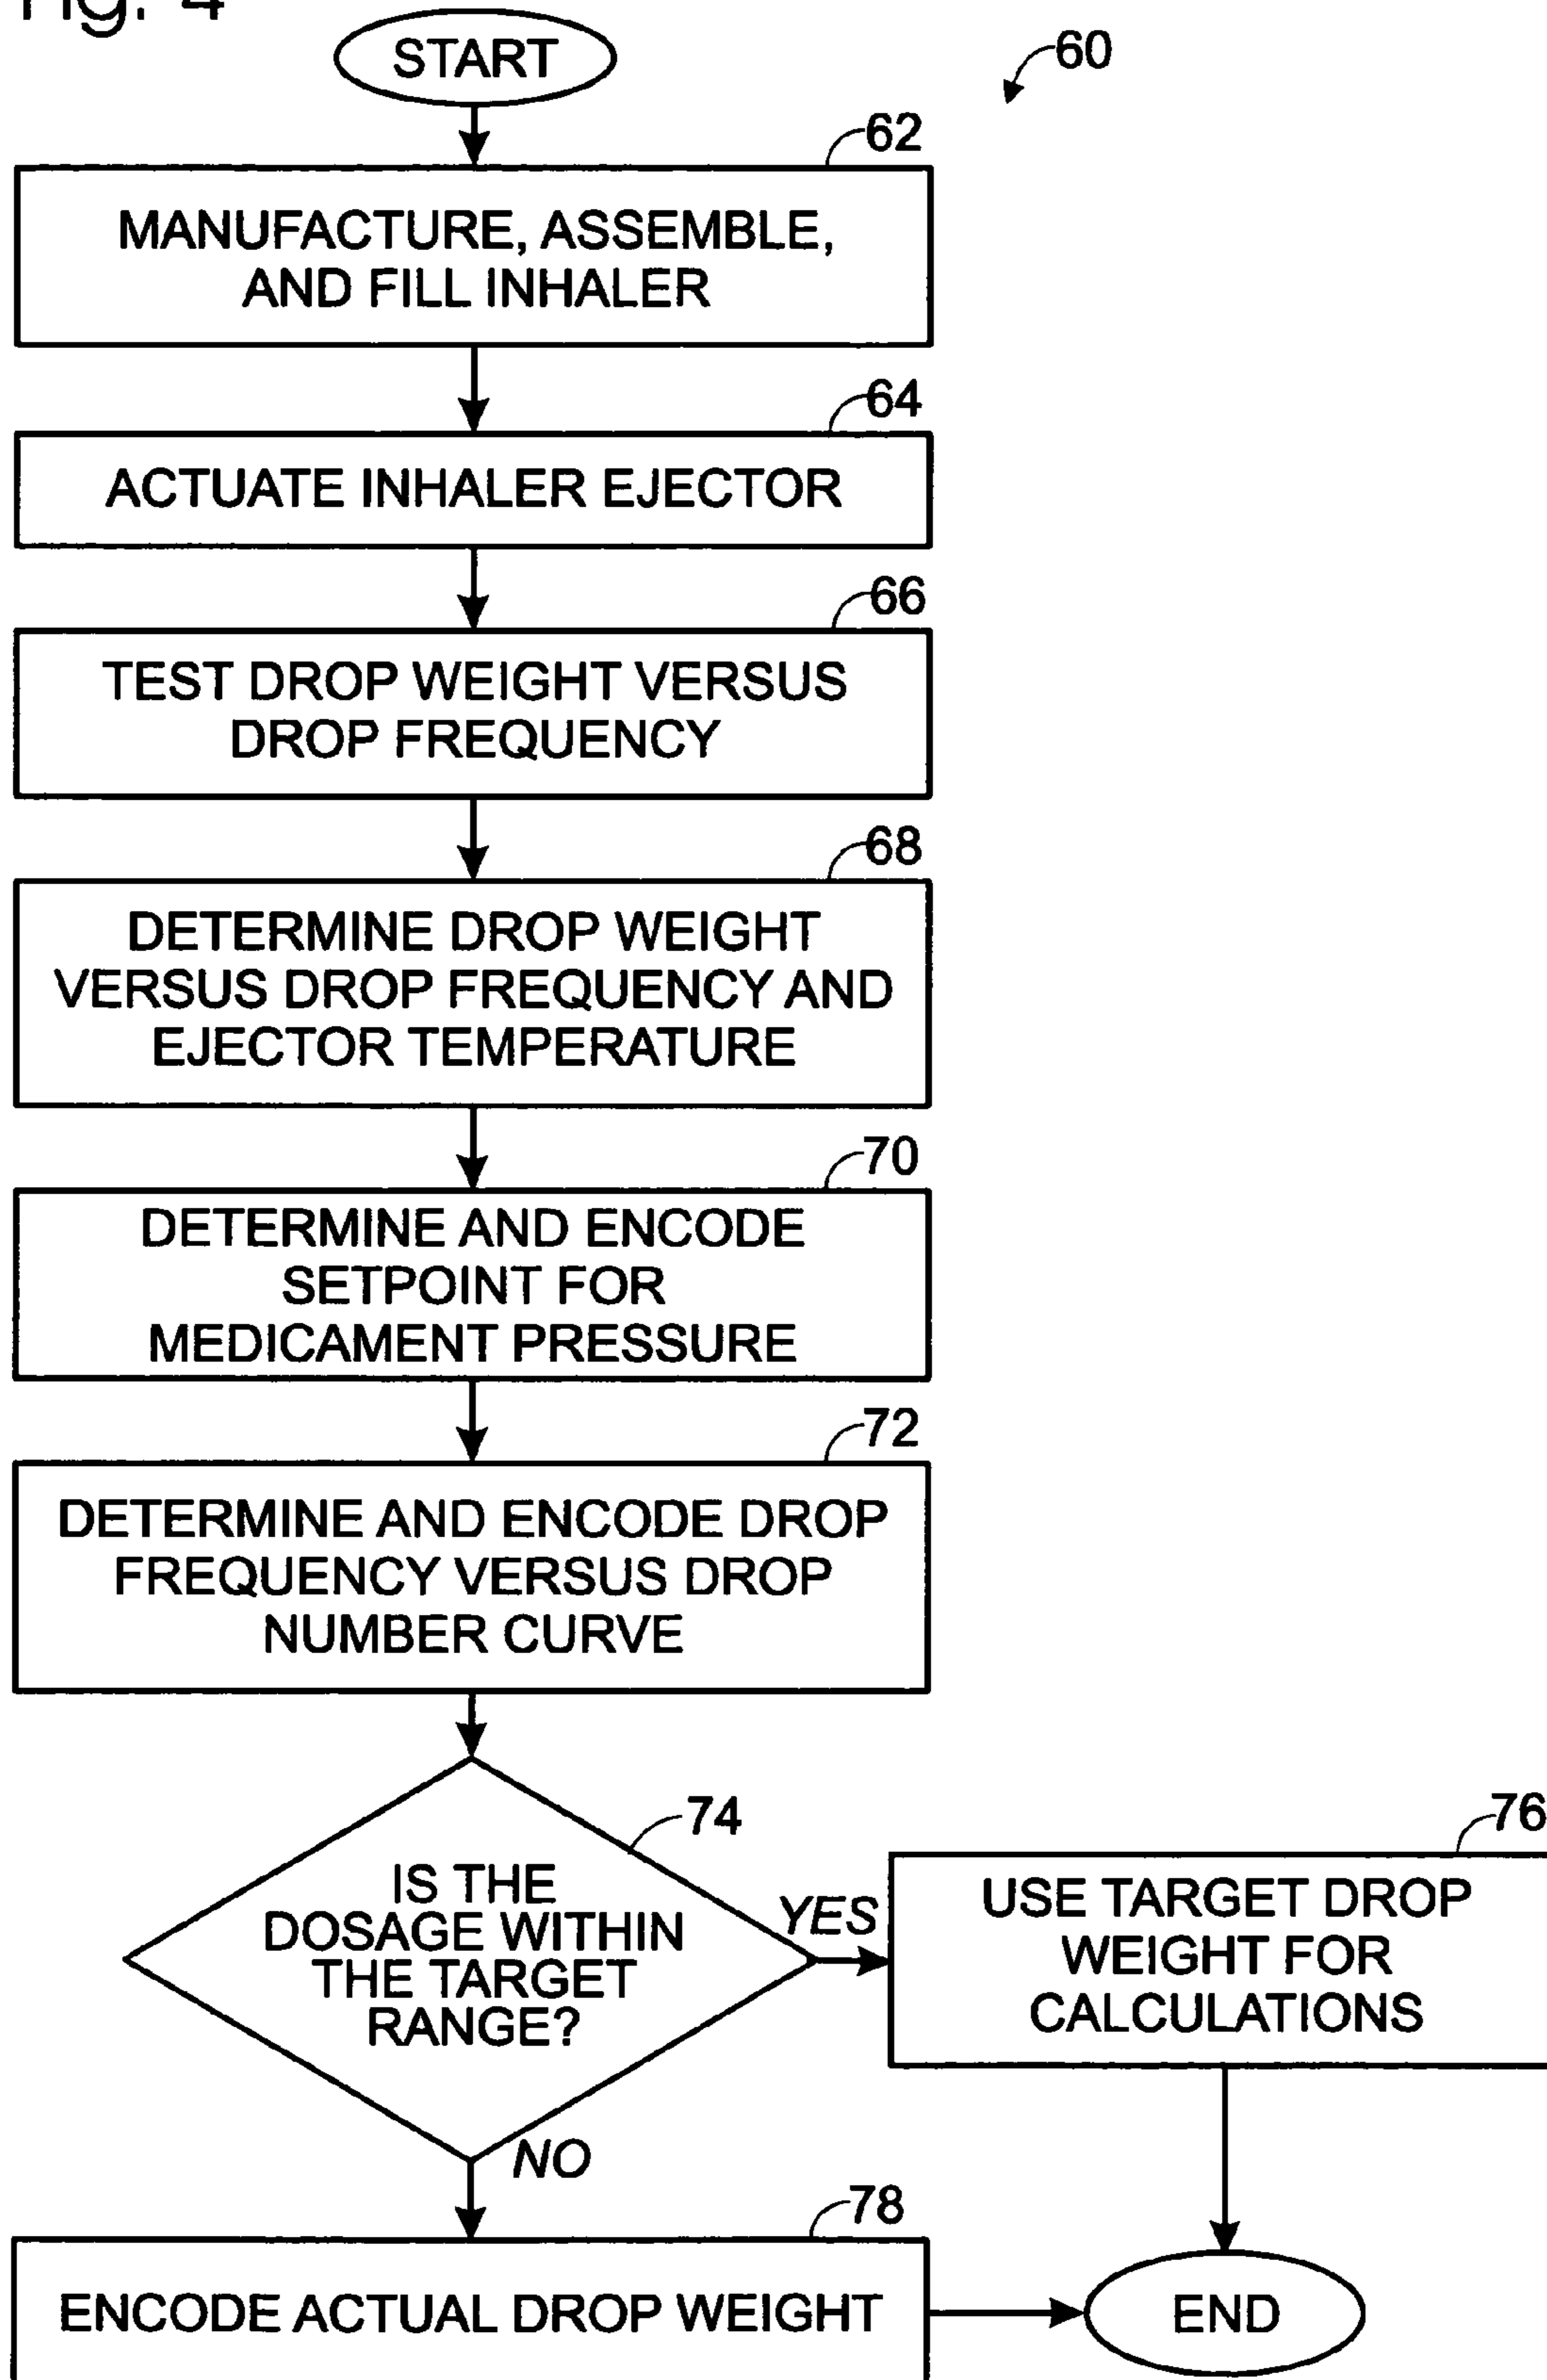 Fig. 4
START
60
62
MANUFACTURE, ASSEMBLE,
AND FILL INHALER
64
ACTUATE INHALER EJECTOR
66
TEST DROP WEIGHT VERSUS
DROP FREQUENCY
68
DETERMINE DROP WEIGHT
VERSUS DROP FREQUENCY AND
EJECTOR TEMPERATURE
70
DETERMINE AND ENCODE
SETPOINT FOR
MEDICAMENT PRESSURE
72
DETERMINE AND ENCODE DROP
FREQUENCY VERSUS DROP
NUMBER CURVE
74
IS THE
DOSAGE WITHIN
THE TARGET
RANGE?
YES
76
USE TARGET DROP
WEIGHT FOR
CALCULATIONS
NO
78
ENCODE ACTUAL DROP WEIGHT
END